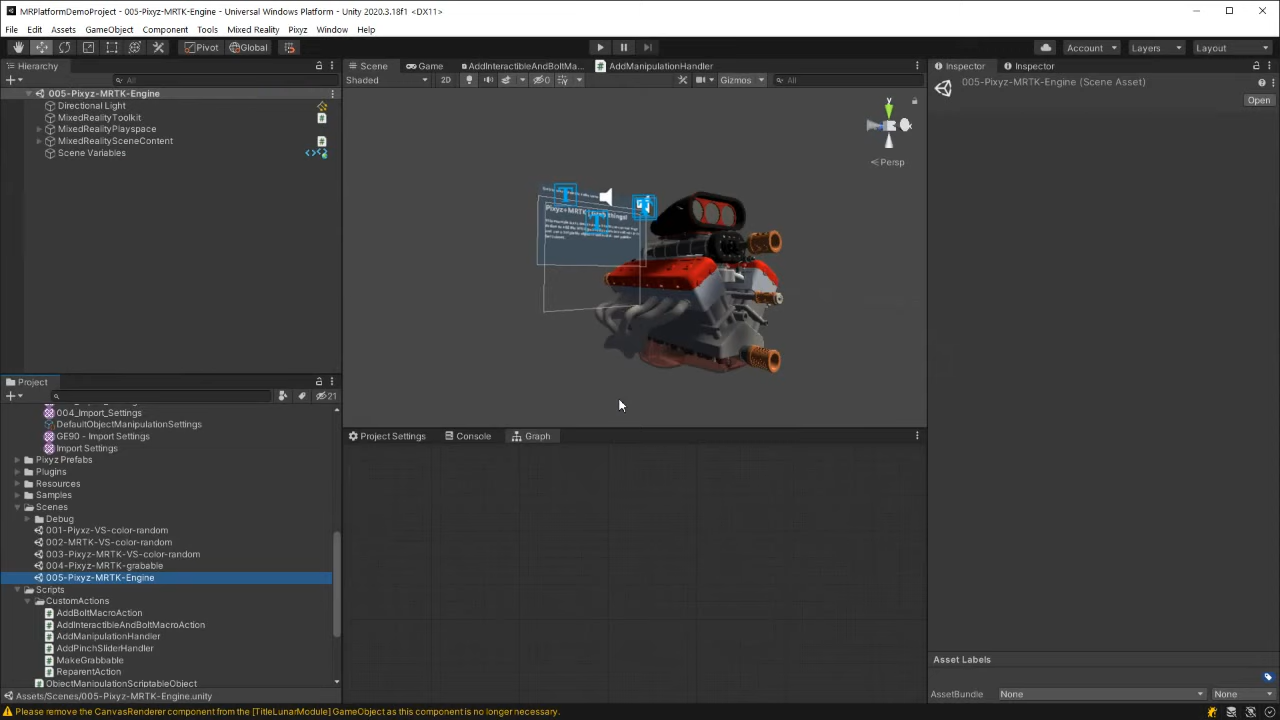 MRPlatformDemoProject - 005-Pixyz-MRTK-Engine - Universal Windows Platform - Unity 2020.3.18f1 <DX11>
File Edit Assets GameObject Component Tools Mixed Reality Pixyz Window Help
Pivot Global Account Layers Layout
Hierarchy Scene Game AddInteractibleAndBoltMa... AddManipulationHandler Inspector Inspector
All Shaded 2D 0 Gizmos All 005-Pixyz-MRTK-Engine (Scene Asset)
Open
005-Pixyz-MRTK-Engine
Directional Light
MixedRealityToolkit
MixedRealityPlayspace
MixedRealitySceneContent
Scene Variables
y
Persp
Project
21
004_Import_Settings
DefaultObjectManipulationSettings
GE90 - Import Settings
Import Settings
Pixyz Prefabs
Plugins
Resources
Samples
Scenes
Debug
001-Piyxz-VS-color-random
002-MRTK-VS-color-random
003-Pixyz-MRTK-VS-color-random
004-Pixyz-MRTK-grabable
005-Pixyz-MRTK-Engine
Scripts
CustomActions
AddBoltMacroAction
AddInteractibleAndBoltMacroAction
AddManipulationHandler
AddPinchSliderHandler
MakeGrabbable
ReparentAction
ObjectManipulationScriptableObject
Assets/Scenes/005-Pixyz-MRTK-Engine.unity
Project Settings Console Graph
Asset Labels
AssetBundle None None
Please remove the CanvasRenderer component from the [TitleLunarModule] GameObject as this component is no longer necessary.